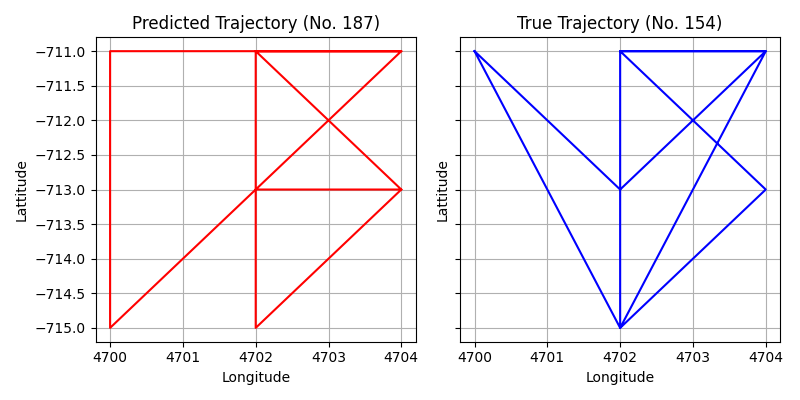 Predicted Trajectory (No. 187)
−711.0
−711.5
−712.0
−712.5
−713.0
−713.5
−714.0
−714.5
−715.0
Lattitude
4700 4701 4702 4703 4704
Longitude
True Trajectory (No. 154)
Lattitude
4700 4701 4702 4703 4704
Longitude